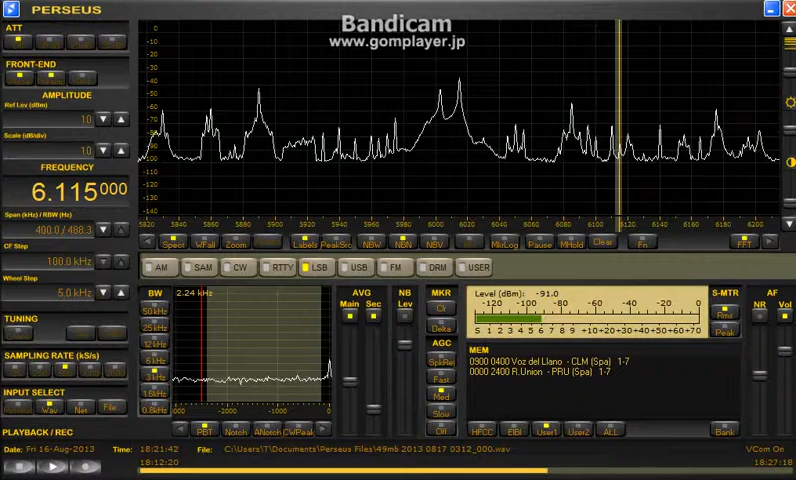 PERSEUS
Bandicam
www.gomplayer.jp
ATT
FRONT-END
AMPLITUDE
Ref Lev (dBm)
10
Scale (dB/div)
10
FREQUENCY
6.115000
Span (kHz) / RBW (Hz)
400.0 / 488.3
CF Step
100.0 kHz
Wheel Step
5.0 kHz
TUNING
SAMPLING RATE (kS/s)
INPUT SELECT
Wav Net File..
0
-10
-20
-30
-40
-50
-60
-70
-80
-90
-100
-110
-120
-130
-140
5820 5840 5860 5880 5900 5920 5940 5960 5980 6000 6020 6040 6060 6080 6100 6120 6140 6160 6180 6200
Spect WFall Zoom Labels PeakSrc NBW NBN NBV MkrLog Pause MHold Clear Fn FFT
AM SAM CW RTTY LSB USB FM DRM USER
BW
50 kHz
25 kHz
12 kHz
6 kHz
3 kHz
1.6kHz
0.8kHz
2.24 kHz
-2000 -1000 0
PBT Notch ANotch CWPeak
AVG
Main Sec
NB
Lev
MKR
Clr
Delta
AGC
SpkRej
Fast
Med
Slow
Off
Level (dBm): -91.0
-120 -100 -80 -60 -40 -20 0
S 1 2 3 4 5 6 7 8 9 +10 +20 +30 +40 +50 +60 +70
S-MTR
Rms
Peak
AF
NR Vol
MEM
0900 0400 Voz del Llano - CLM (Spa) 1-7
0000 2400 R.Union - PRU (Spa) 1-7
HFCC EIBI User1 User2 ALL Bank
PLAYBACK / REC
Date: Fri 16-Aug-2013 Time: 18:21:42 File: C:\Users\T\Documents\Perseus Files\49mb 2013 0817 0312_000.wav VCom On
18:12:20 18:27:18